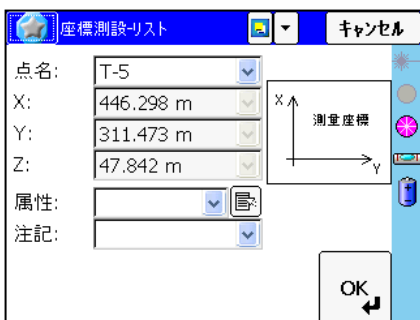 座標測設-リスト
キャンセル
点名: T-5
X: 446.298 m
Y: 311.473 m
Z: 47.842 m
属性:
注記:
X
測量座標
Y
OK